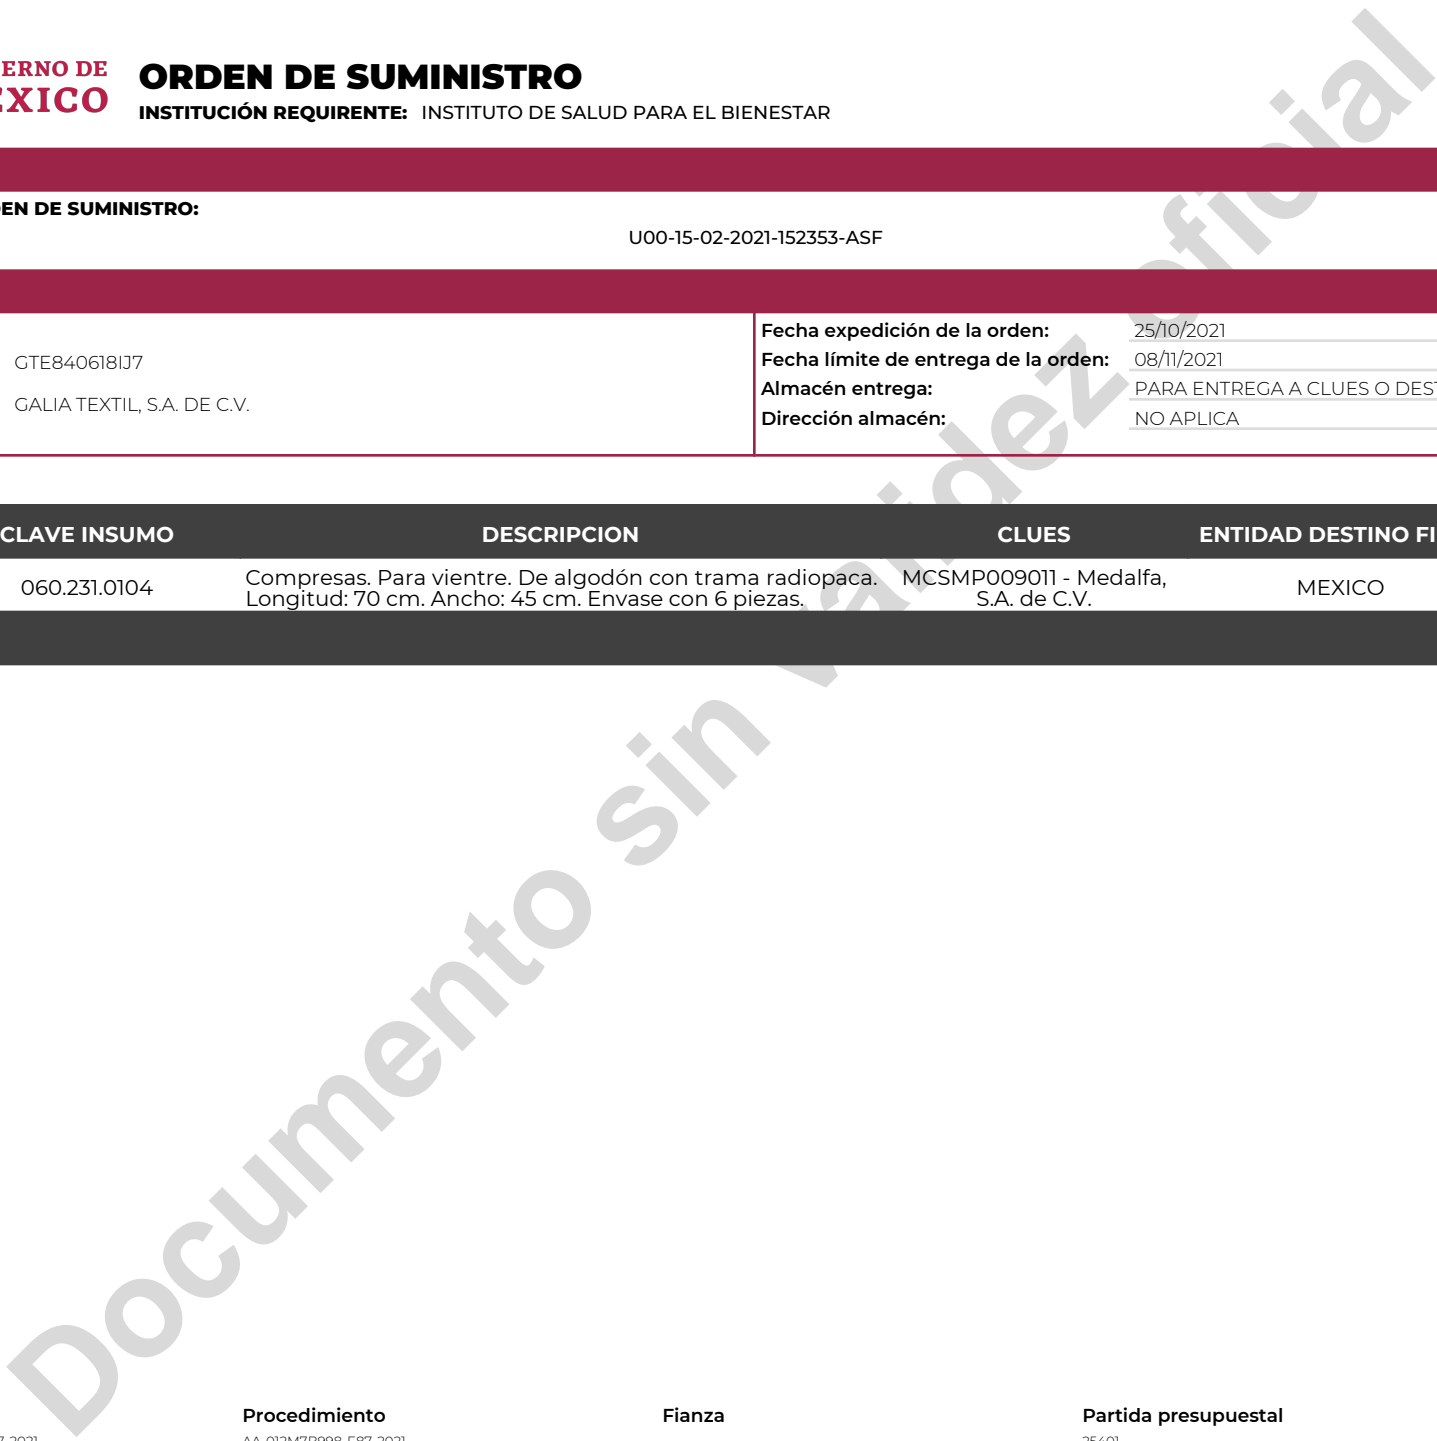 ERNO DE
ORDEN DE SUMINISTRO
XICO
INSTITUCIÓN REQUIRENTE: INSTITUTO DE SALUD PARA EL BIENESTAR
EN DE SUMINISTRO:
U00-15-02-2021-152353-ASF
Fecha expedición de la orden: 25/10/2021
GTE840618IJ7
Fecha límite de entrega de la orden: 08/11/2021
Almacén entrega: PARA ENTREGA A CLUES O DEST
GALIA TEXTIL, S.A. DE C.V.
Dirección almacén: NO APLICA
CLAVE INSUMO DESCRIPCION CLUES ENTIDAD DESTINO FI
060.231.0104 Compresas. Para vientre. De algodón con trama radiopaca. MCSMP009011 - Medalfa, MEXICO
Longitud: 70 cm. Ancho: 45 cm. Envase con 6 piezas. S.A. de C.V.
Documento sin validez oficial
Procedimiento Fianza Partida presupuestal